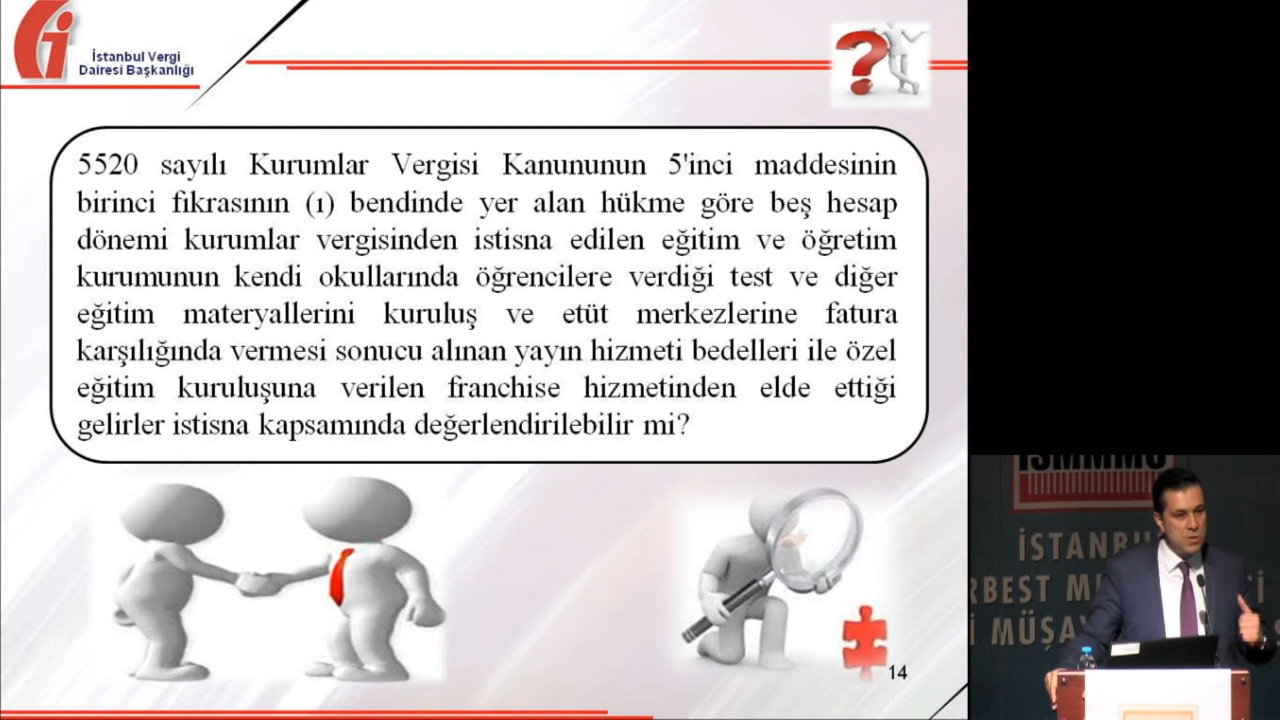 İstanbul Vergi
Dairesi Başkanlığı
5520 sayılı Kurumlar Vergisi Kanununun 5'inci maddesinin
birinci fıkrasının (ı) bendinde yer alan hükme göre beş hesap
dönemi kurumlar vergisinden istisna edilen eğitim ve öğretim
kurumunun kendi okullarında öğrencilere verdiği test ve diğer
eğitim materyallerini kuruluş ve etüt merkezlerine fatura
karşılığında vermesi sonucu alınan yayın hizmeti bedelleri ile özel
eğitim kuruluşuna verilen franchise hizmetinden elde ettiği
gelirler istisna kapsamında değerlendirilebilir mi?
14
İSMMMO
İSTANBU
RBEST M
İ MÜŞAV